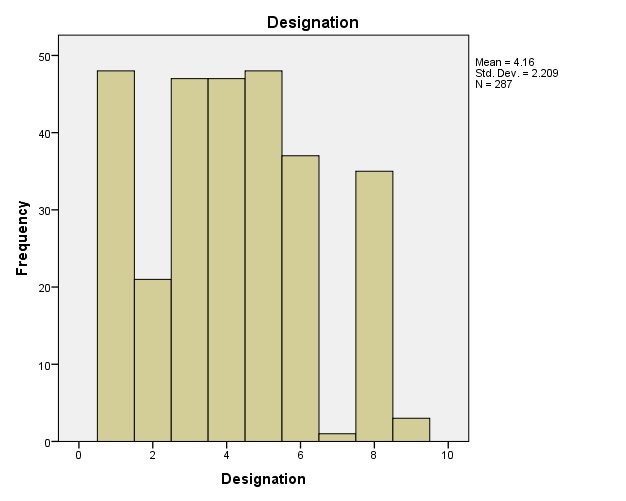 Designation
Mean = 4.16
Std. Dev. = 2.209
N = 287
Frequency
50
40
30
20
10
0
0 2 4 6 8 10
Designation